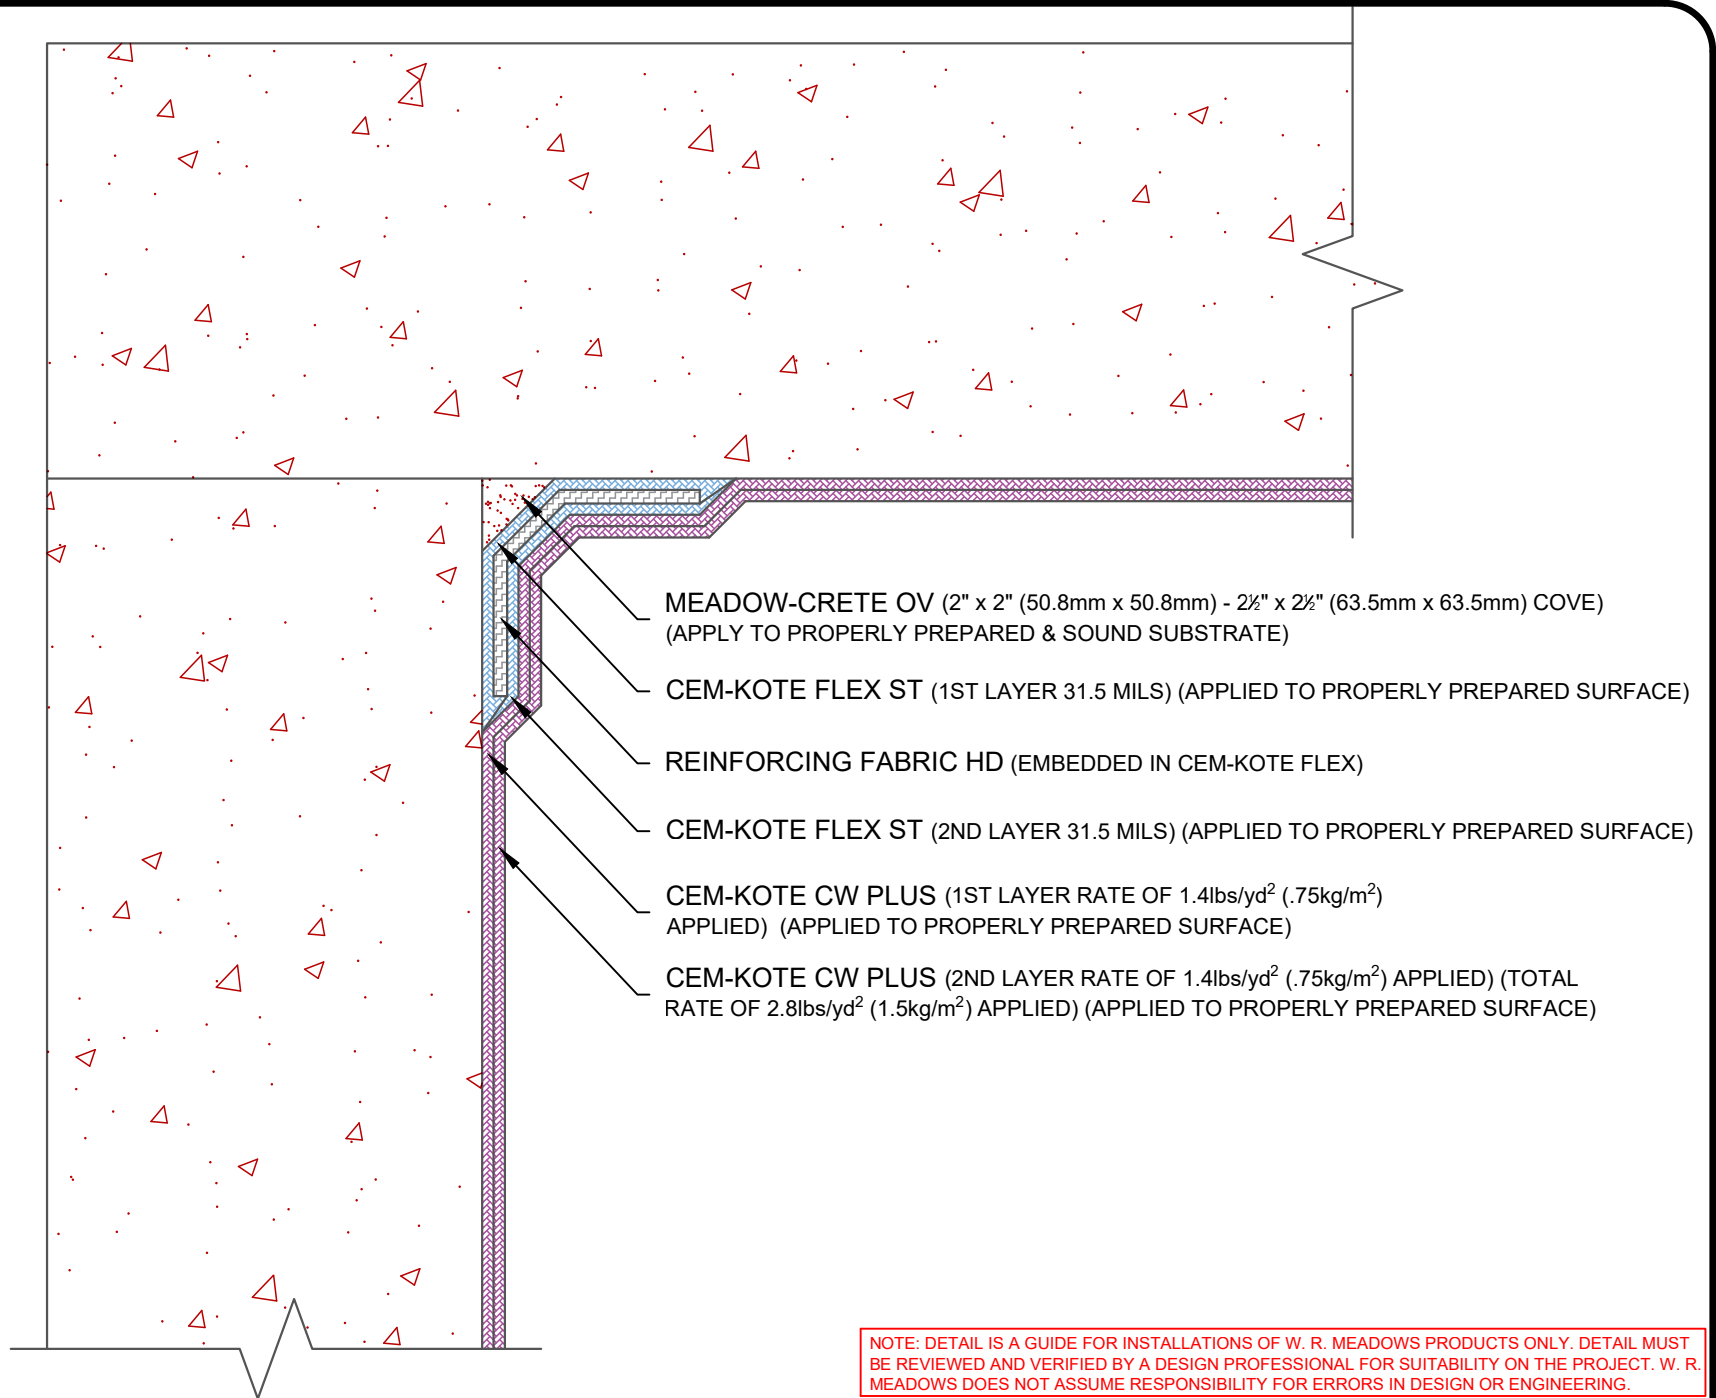 MEADOW-CRETE OV (2" x 2" (50.8mm x 50.8mm) - 2½" x 2½" (63.5mm x 63.5mm) COVE)
(APPLY TO PROPERLY PREPARED & SOUND SUBSTRATE)
CEM-KOTE FLEX ST (1ST LAYER 31.5 MILS) (APPLIED TO PROPERLY PREPARED SURFACE)
REINFORCING FABRIC HD (EMBEDDED IN CEM-KOTE FLEX)
CEM-KOTE FLEX ST (2ND LAYER 31.5 MILS) (APPLIED TO PROPERLY PREPARED SURFACE)
CEM-KOTE CW PLUS (1ST LAYER RATE OF 1.4lbs/yd² (.75kg/m²)
APPLIED) (APPLIED TO PROPERLY PREPARED SURFACE)
CEM-KOTE CW PLUS (2ND LAYER RATE OF 1.4lbs/yd² (.75kg/m²) APPLIED) (TOTAL
RATE OF 2.8lbs/yd² (1.5kg/m²) APPLIED) (APPLIED TO PROPERLY PREPARED SURFACE)
NOTE: DETAIL IS A GUIDE FOR INSTALLATIONS OF W. R. MEADOWS PRODUCTS ONLY. DETAIL MUST
BE REVIEWED AND VERIFIED BY A DESIGN PROFESSIONAL FOR SUITABILITY ON THE PROJECT. W. R.
MEADOWS DOES NOT ASSUME RESPONSIBILITY FOR ERRORS IN DESIGN OR ENGINEERING.